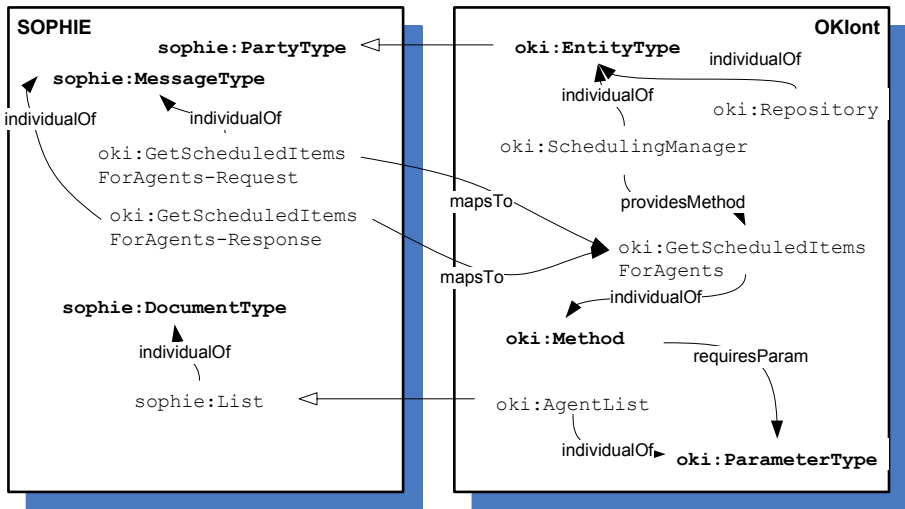 SOPHIE
sophie:PartyType
sophie:MessageType
individualOf
individualOf
oki:GetScheduledItems
ForAgents-Request
oki:GetScheduledItems
ForAgents-Response
sophie:DocumentType
individualOf
sophie:List
mapsTo
mapsTo
OKIont
oki:EntityType
individualOf
individualOf
oki:Repository
oki:SchedulingManager
providesMethod
oki:GetScheduledItems
ForAgents
individualOf
oki:Method
requiresParam
oki:AgentList
individualOf
oki:ParameterType